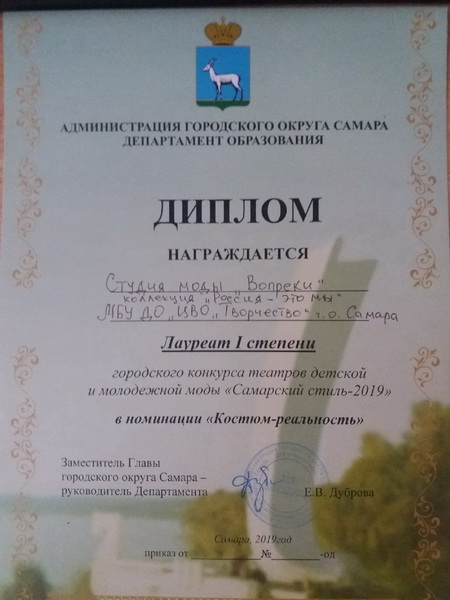 АДМИНИСТРАЦИЯ ГОРОДСКОГО ОКРУГА САМАРА
ДЕПАРТАМЕНТ ОБРАЗОВАНИЯ
ДИПЛОМ
НАГРАЖДАЕТСЯ
Студия моды „Вопреки"
коллекция „Россия - это мы"
МБУ ДО „ЦВО „Творчество" г.о. Самара
Лауреат I степени
городского конкурса театров детской
и молодежной моды «Самарский стиль-2019»
в номинации «Костюм-реальность»
Заместитель Главы
городского округа Самара –
руководитель Департамента
Е.В. Дуброва
Самара, 2019год
приказ от ____________№_________-од